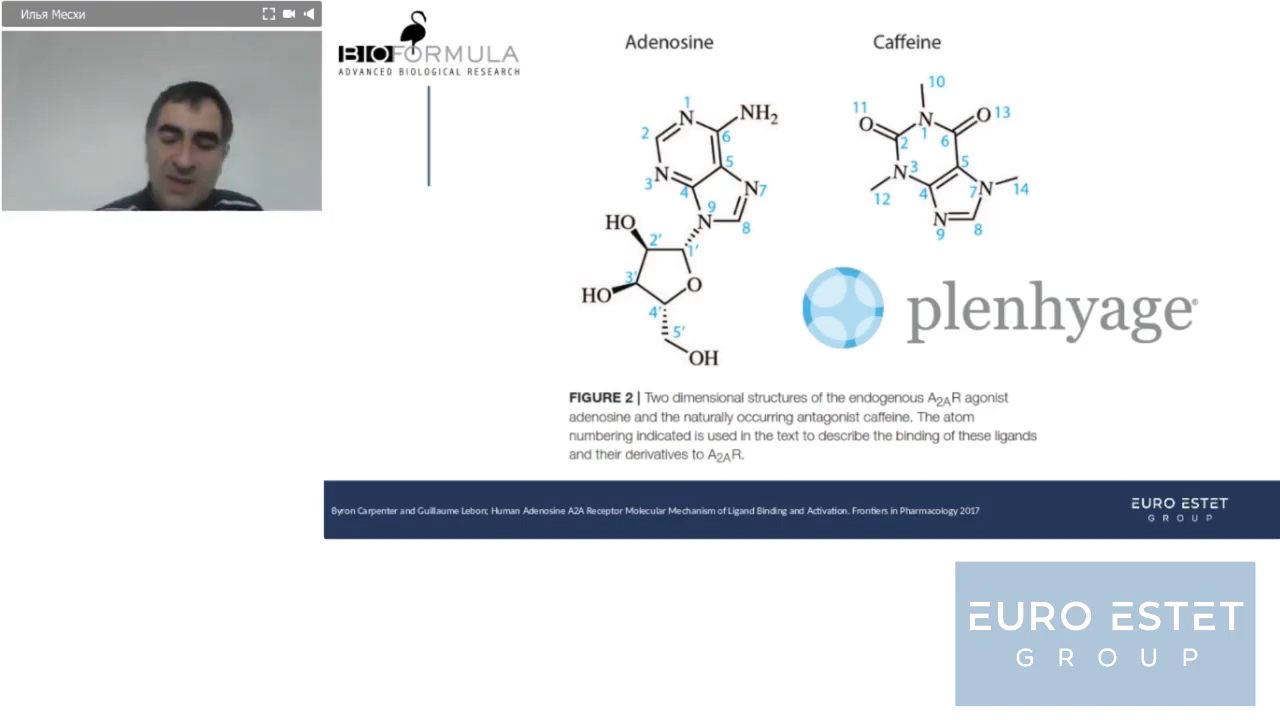 Илья Месхи
BIOFORMULA
ADVANCED BIOLOGICAL RESEARCH
Adenosine
Caffeine
1
NH₂
N
2
6
5
N
3
4
N
7
9
N
8
HO
2'
1'
3'
HO
O
4'
5'
OH
10
11
O
O
13
N
1
2
6
N
3
5
12
4
7
N
14
N
9
8
plenhyage®
FIGURE 2 | Two dimensional structures of the endogenous A₂ₐR agonist
adenosine and the naturally occurring antagonist caffeine. The atom
numbering indicated is used in the text to describe the binding of these ligands
and their derivatives to A₂ₐR.
Byron Carpenter and Guillaume Lebon; Human Adenosine A2A Receptor Molecular Mechanism of Ligand Binding and Activation. Frontiers in Pharmacology 2017
EURO ESTET
GROUP
EURO ESTET
GROUP